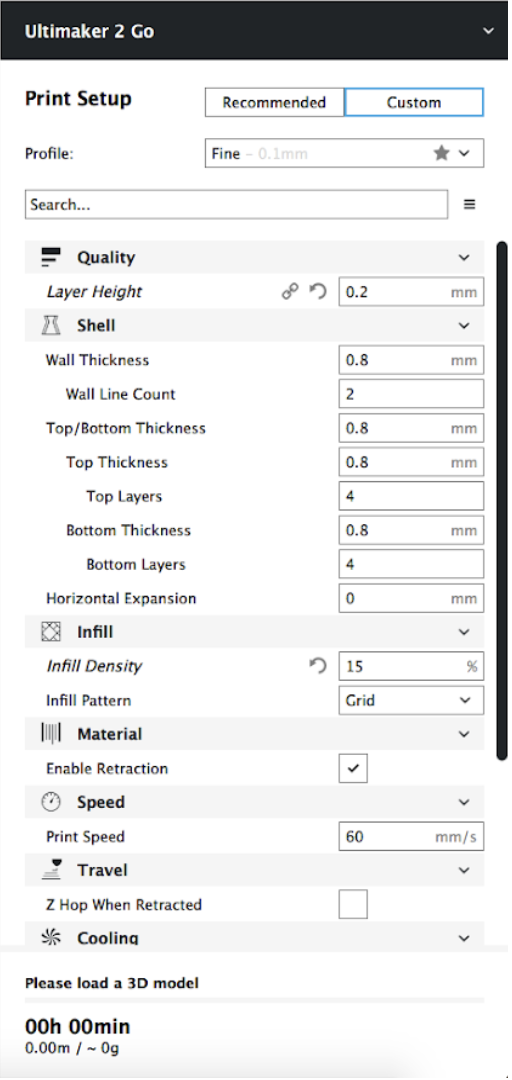 Ultimaker 2 Go
Print Setup Recommended Custom
Profile: Fine - 0.1mm
Search...
Quality
Layer Height 0.2 mm
Shell
Wall Thickness 0.8 mm
Wall Line Count 2
Top/Bottom Thickness 0.8 mm
Top Thickness 0.8 mm
Top Layers 4
Bottom Thickness 0.8 mm
Bottom Layers 4
Horizontal Expansion 0 mm
Infill
Infill Density 15 %
Infill Pattern Grid
Material
Enable Retraction
Speed
Print Speed 60 mm/s
Travel
Z Hop When Retracted
Cooling
Please load a 3D model
00h 00min
0.00m / ~ 0g